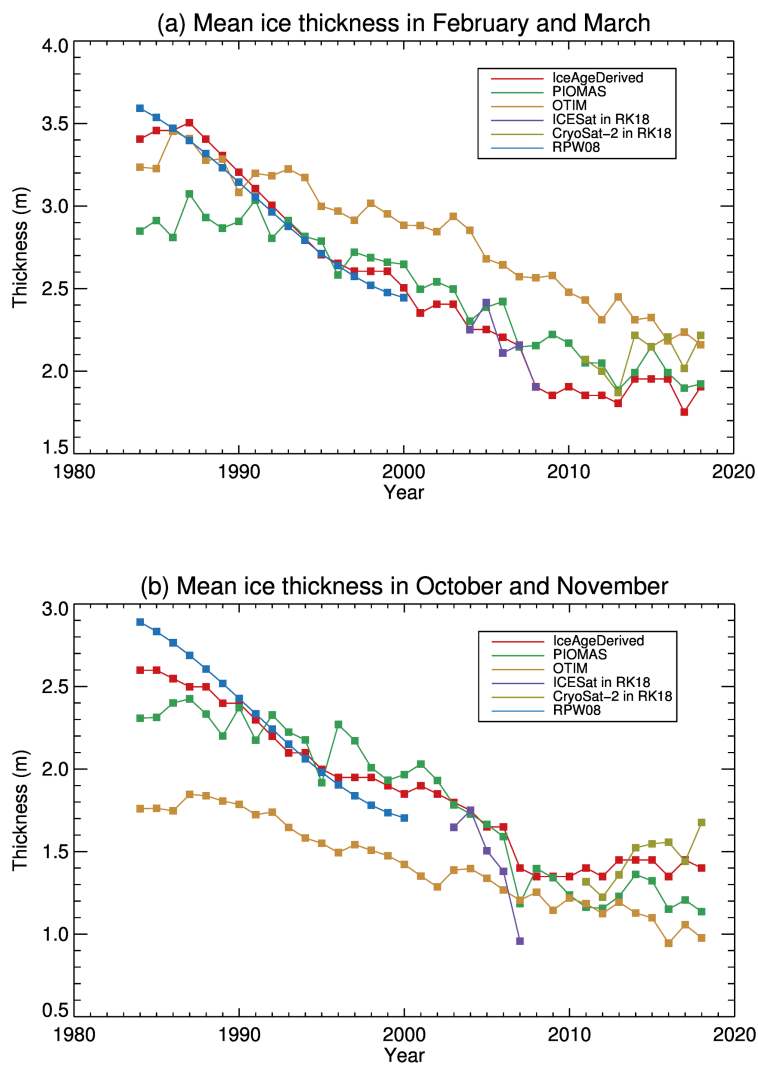 (a) Mean ice thickness in February and March
4.0
3.5
3.0
2.5
2.0
1.5
Thickness (m)
IceAgeDerived
PIOMAS
OTIM
ICESat in RK18
CryoSat−2 in RK18
RPW08
1980 1990 2000 2010 2020
Year
(b) Mean ice thickness in October and November
3.0
2.5
2.0
1.5
1.0
0.5
Thickness (m)
IceAgeDerived
PIOMAS
OTIM
ICESat in RK18
CryoSat−2 in RK18
RPW08
1980 1990 2000 2010 2020
Year